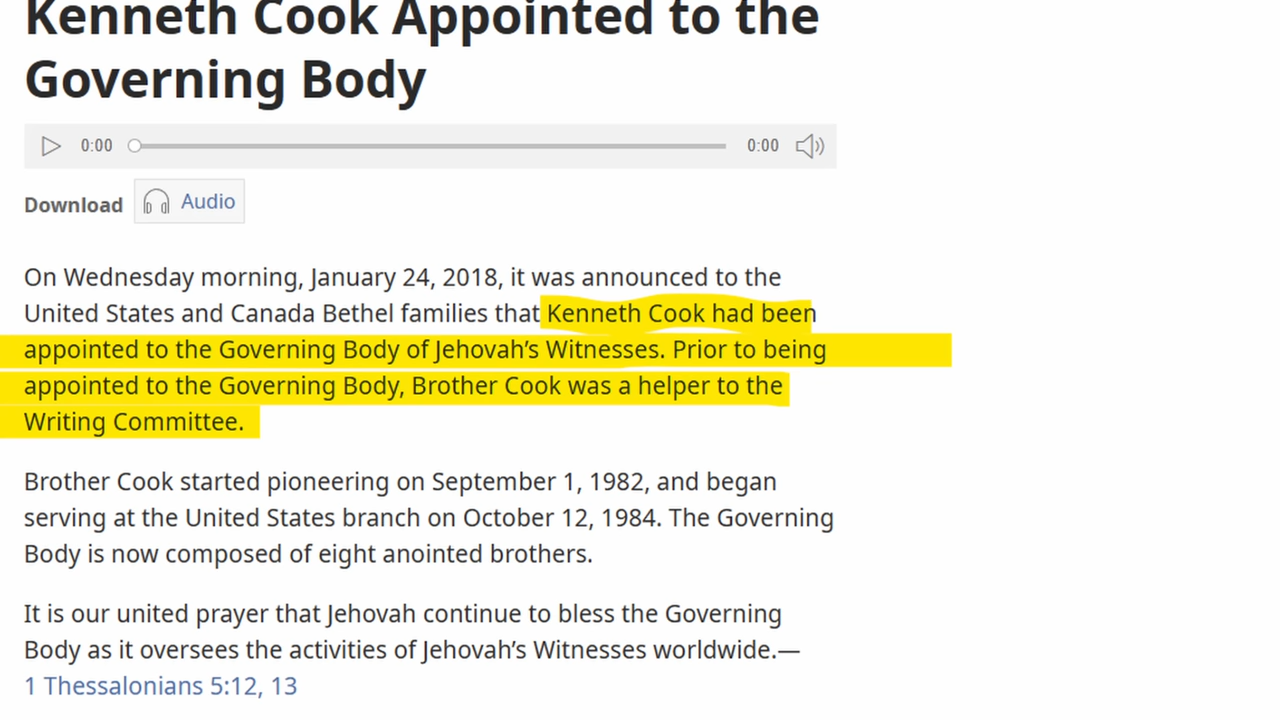 Kenneth Cook Appointed to the
Governing Body
0:00 0:00
Download Audio
On Wednesday morning, January 24, 2018, it was announced to the
United States and Canada Bethel families that Kenneth Cook had been
appointed to the Governing Body of Jehovah’s Witnesses. Prior to being
appointed to the Governing Body, Brother Cook was a helper to the
Writing Committee.
Brother Cook started pioneering on September 1, 1982, and began
serving at the United States branch on October 12, 1984. The Governing
Body is now composed of eight anointed brothers.
It is our united prayer that Jehovah continue to bless the Governing
Body as it oversees the activities of Jehovah’s Witnesses worldwide.—
1 Thessalonians 5:12, 13